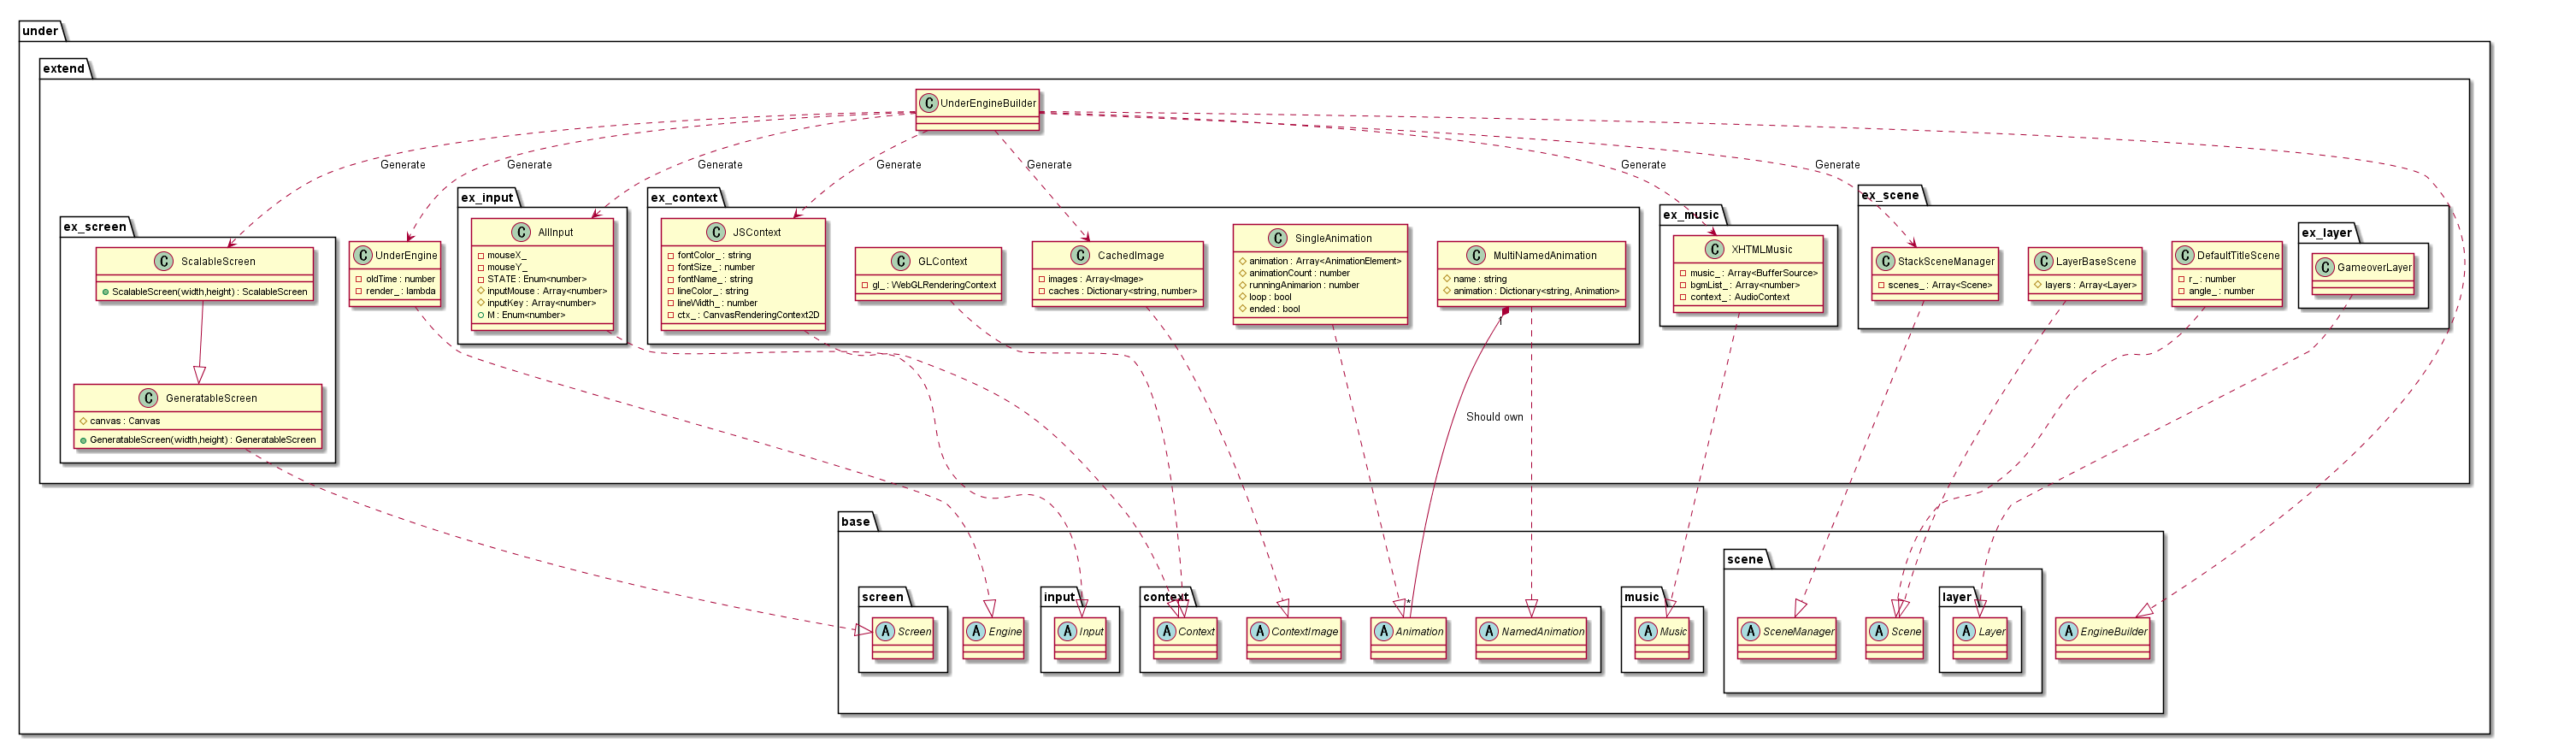 under
extend
UnderEngineBuilder
Generate
Generate
Generate
Generate
Generate
Generate
Generate
ex_screen
ScalableScreen
ScalableScreen(width,height) : ScalableScreen
GeneratableScreen
canvas : Canvas
GeneratableScreen(width,height) : GeneratableScreen
UnderEngine
oldTime : number
render_ : lambda
ex_input
AllInput
mouseX_
mouseY_
STATE : Enum<number>
inputMouse : Array<number>
inputKey : Array<number>
M : Enum<number>
ex_context
JSContext
fontColor_ : string
fontSize_ : number
fontName_ : string
lineColor_ : string
lineWidth_ : number
ctx_ : CanvasRenderingContext2D
GLContext
gl_ : WebGLRenderingContext
CachedImage
images : Array<Image>
caches : Dictionary<string, number>
SingleAnimation
animation : Array<AnimationElement>
animationCount : number
runningAnimarion : number
loop : bool
ended : bool
MultiNamedAnimation
name : string
animation : Dictionary<string, Animation>
1
Should own
*
ex_music
XHTMLMusic
music_ : Array<BufferSource>
bgmList_ : Array<number>
context_ : AudioContext
ex_scene
StackSceneManager
scenes_ : Array<Scene>
LayerBaseScene
layers : Array<Layer>
DefaultTitleScene
r_ : number
angle_ : number
ex_layer
GameoverLayer
base
screen
Screen
Engine
input
Input
context
Context
ContextImage
Animation
NamedAnimation
music
Music
scene
SceneManager
Scene
layer
Layer
EngineBuilder